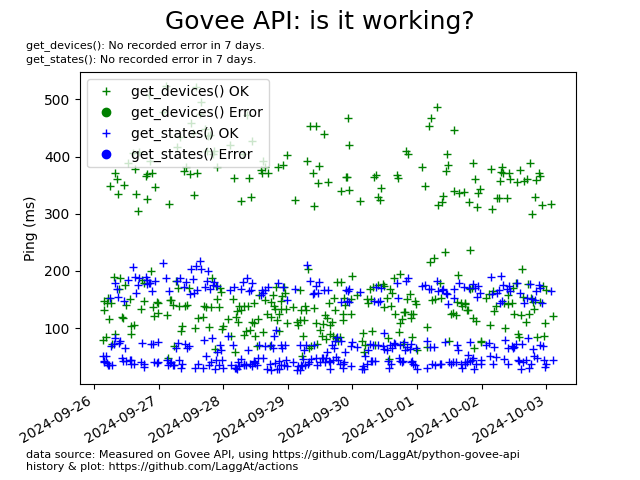 Govee API: is it working?
get_devices(): No recorded error in 7 days.
get_states(): No recorded error in 7 days.
get_devices() OK
get_devices() Error
get_states() OK
get_states() Error
Ping (ms)
500
400
300
200
100
2024-09-26
2024-09-27
2024-09-28
2024-09-29
2024-09-30
2024-10-01
2024-10-02
2024-10-03
data source: Measured on Govee API, using https://github.com/LaggAt/python-govee-api
history & plot: https://github.com/LaggAt/actions